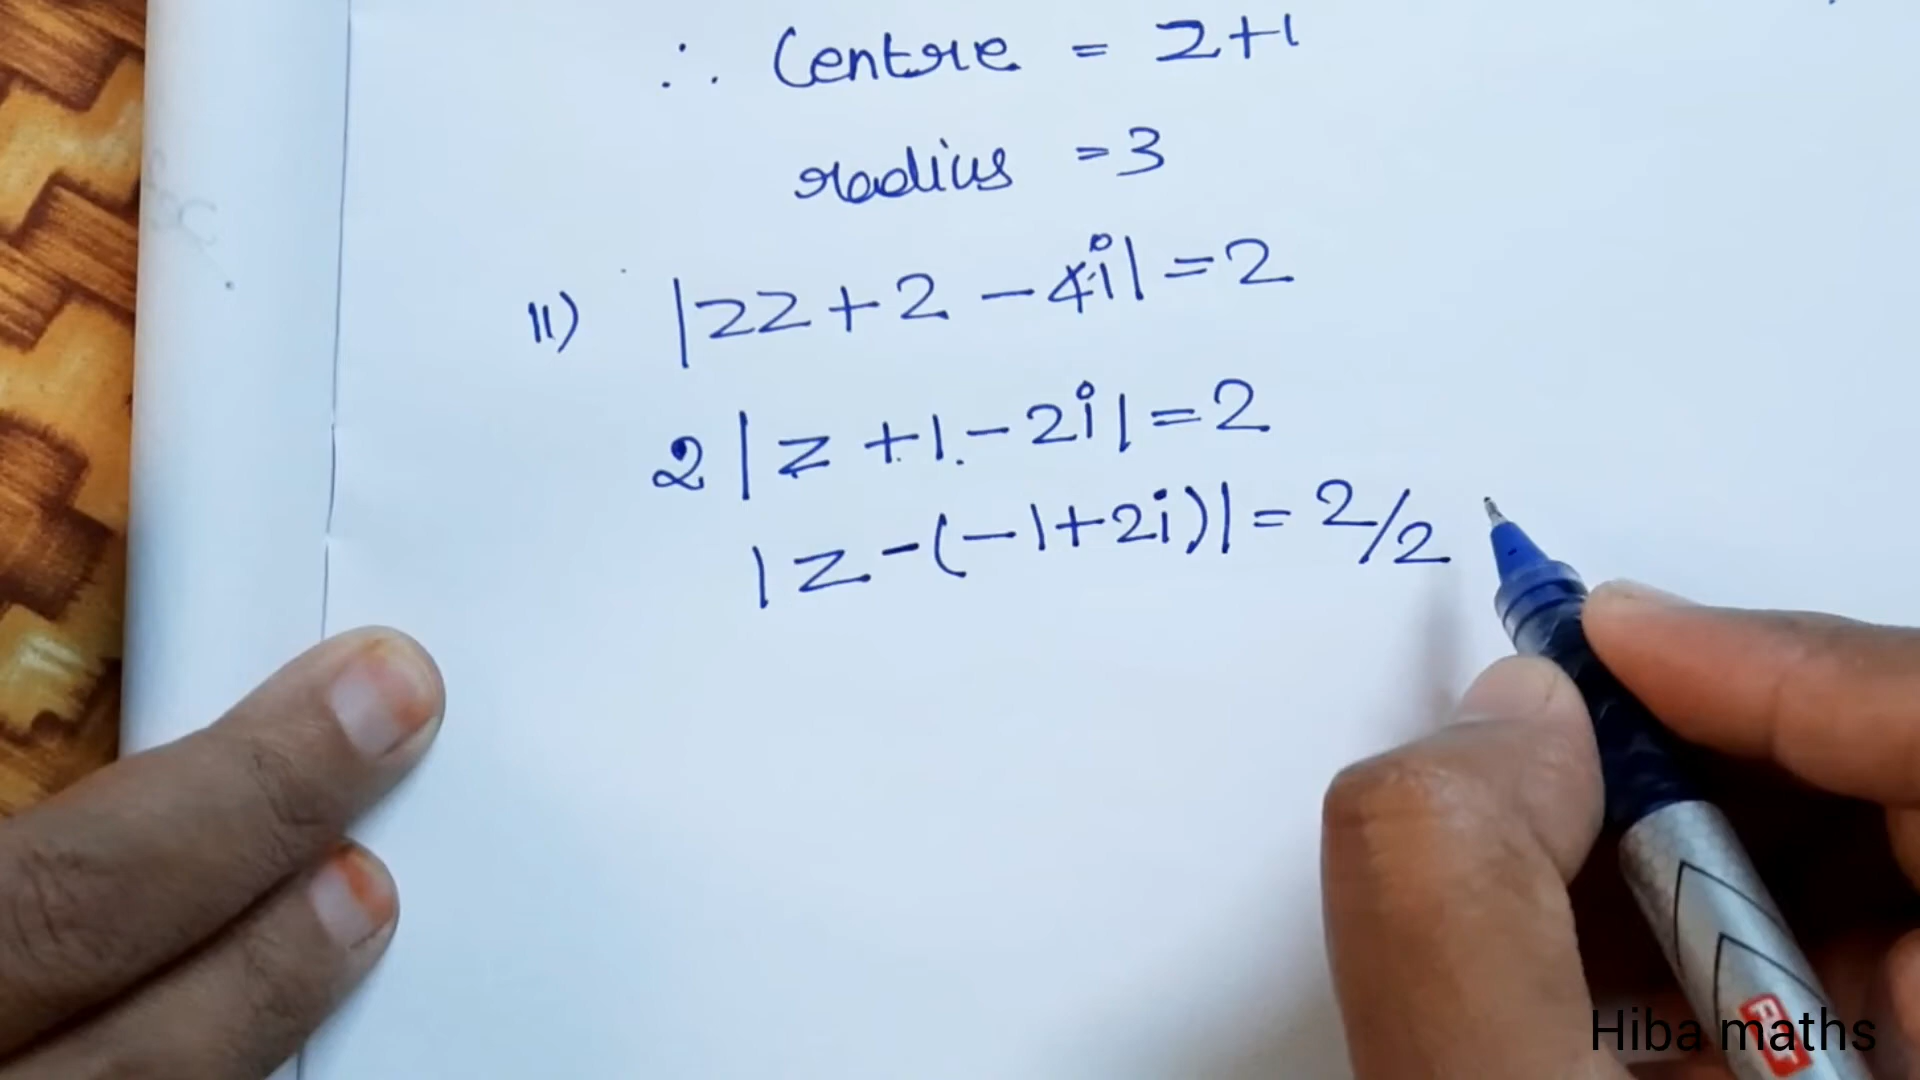 ∴ Centre = 2+i
radius = 3
II) |2z + 2 - 4i| = 2
2 | z + 1 - 2i | = 2
| z - (-1+2i) | = 2/2
Hiba maths